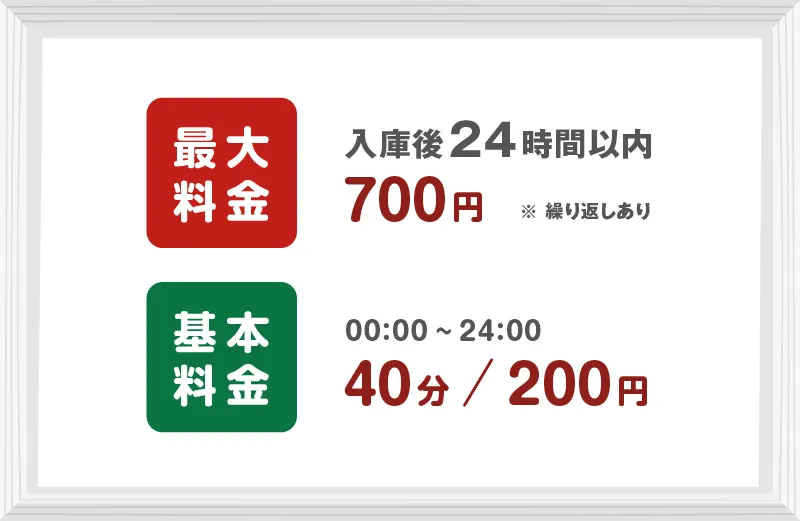 最大
料金
入庫後24時間以内
700円 ※ 繰り返しあり
基本
料金
00:00 ~ 24:00
40分 / 200円